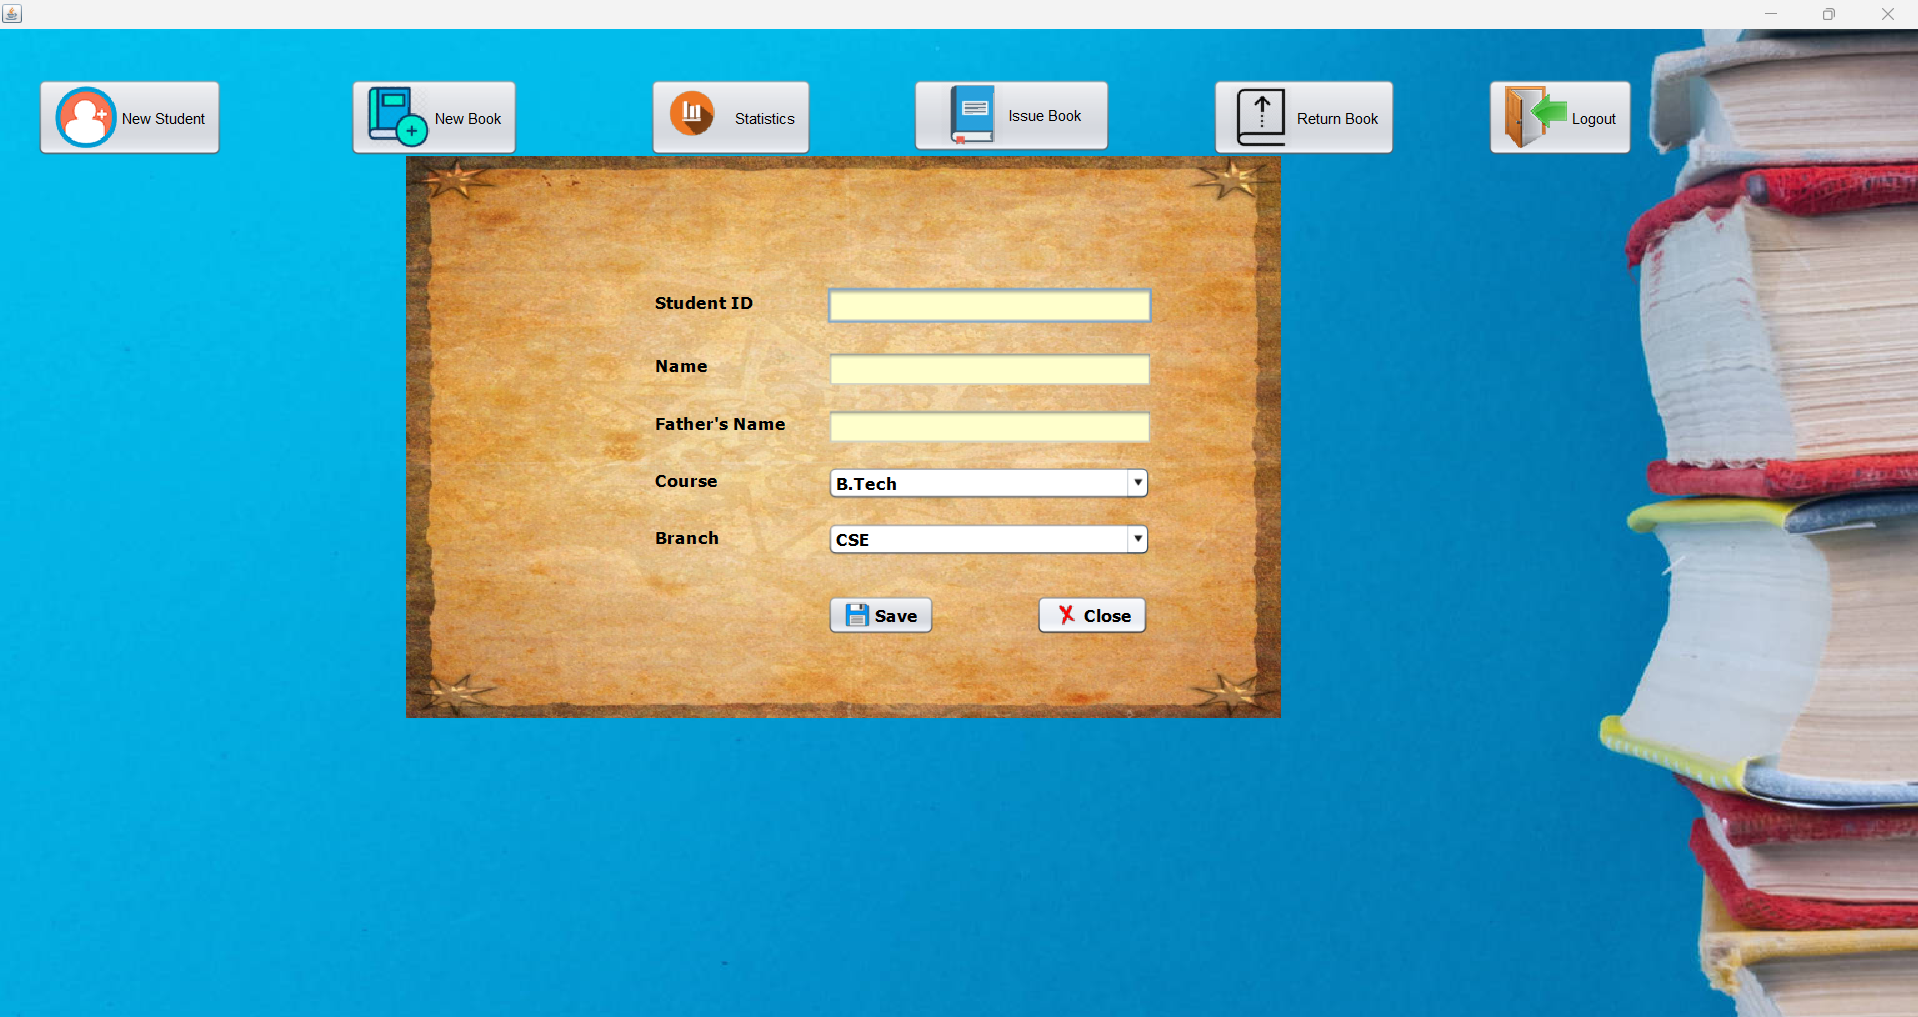 New Student
New Book
Statistics
Issue Book
Return Book
Logout
Student ID
Name
Father's Name
Course
B.Tech
Branch
CSE
Save
Close